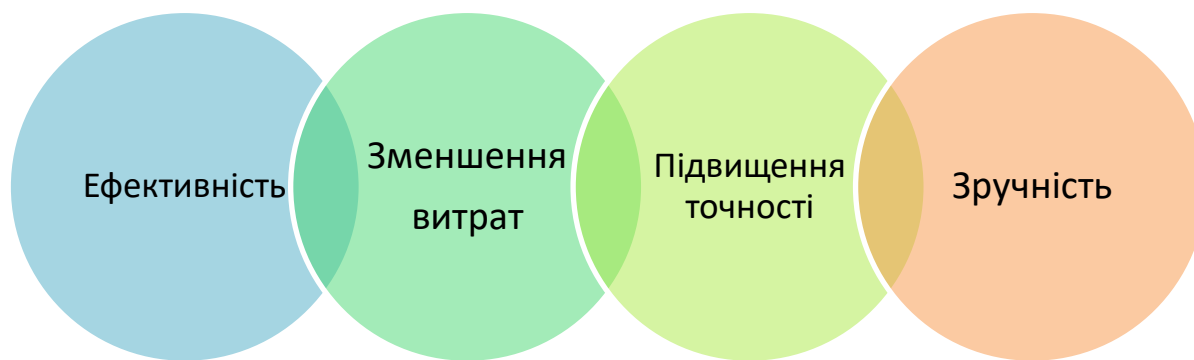 Ефективність
Зменшення
витрат
Підвищення
точності
Зручність